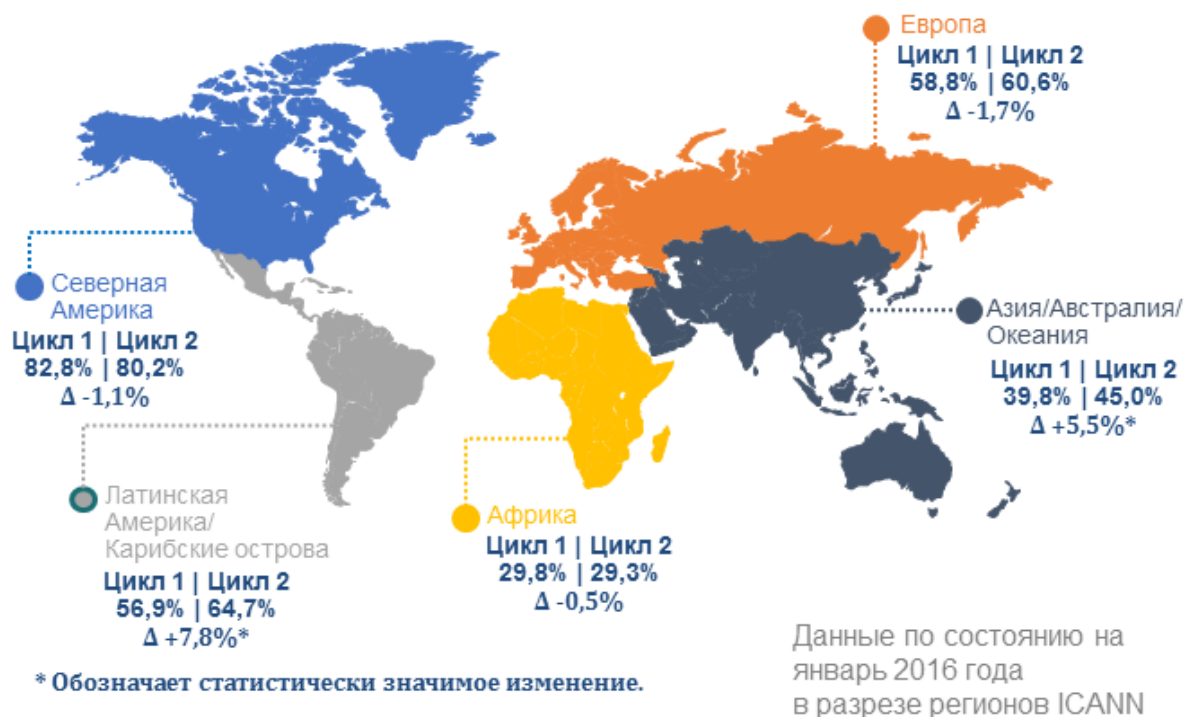 Европа
Цикл 1 | Цикл 2
58,8% | 60,6%
Δ -1,7%
Северная
Америка
Цикл 1 | Цикл 2
82,8% | 80,2%
Δ -1,1%
Азия/Австралия/
Океания
Цикл 1 | Цикл 2
39,8% | 45,0%
Δ +5,5%*
Латинская
Америка/
Карибские острова
Цикл 1 | Цикл 2
56,9% | 64,7%
Δ +7,8%*
Африка
Цикл 1 | Цикл 2
29,8% | 29,3%
Δ -0,5%
* Обозначает статистически значимое изменение.
Данные по состоянию на
январь 2016 года
в разрезе регионов ICANN